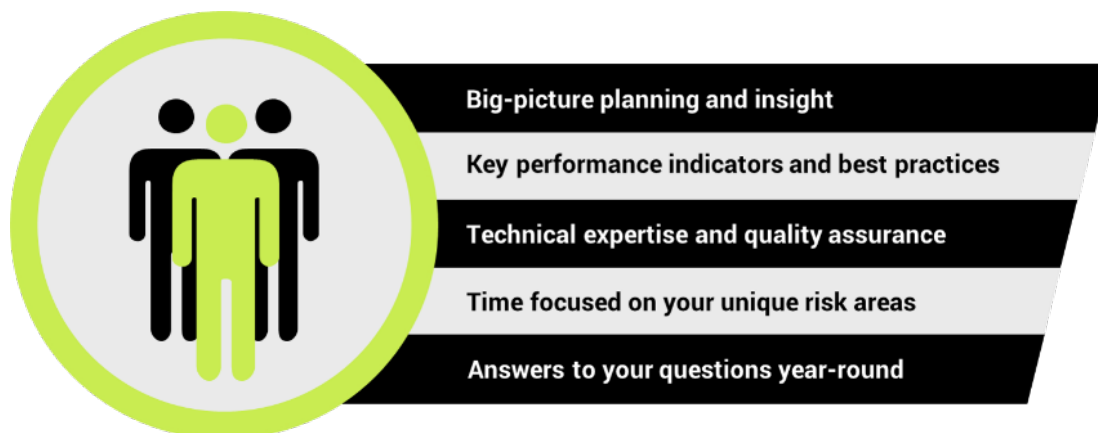 Big-picture planning and insight
Key performance indicators and best practices
Technical expertise and quality assurance
Time focused on your unique risk areas
Answers to your questions year-round